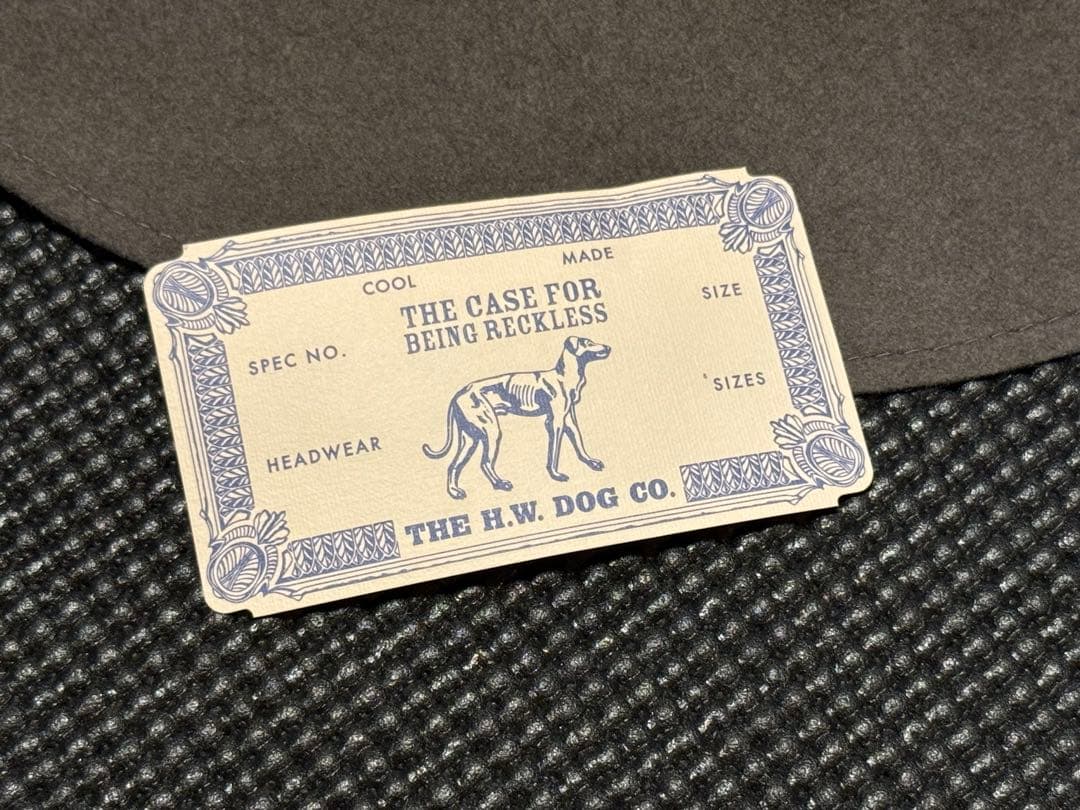 COOL
MADE
THE CASE FOR
BEING RECKLESS
SIZE
SPEC NO.
SIZES
HEADWEAR
THE H.W. DOG CO.